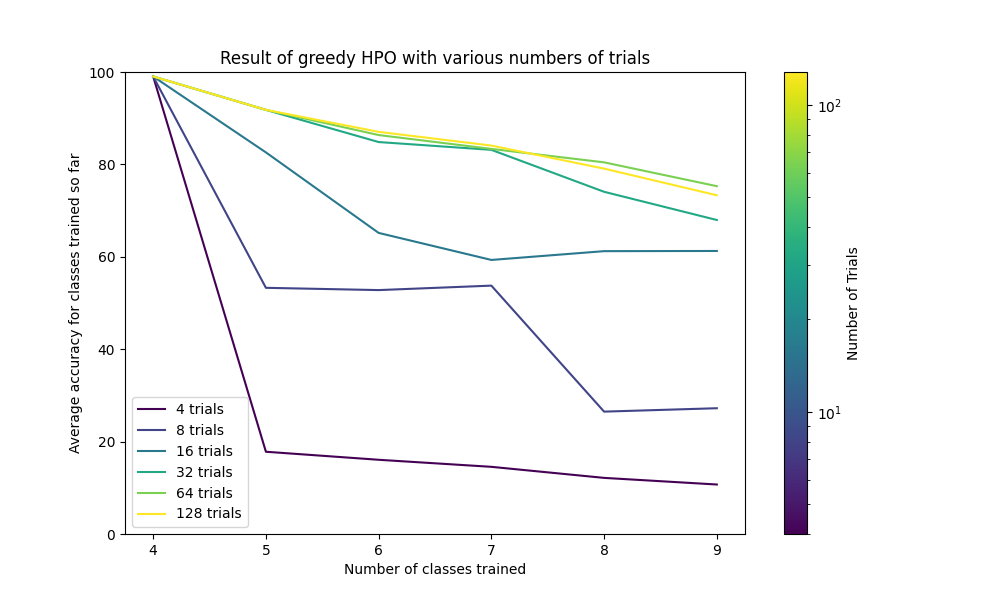 Result of greedy HPO with various numbers of trials
Average accuracy for classes trained so far
100
80
60
40
20
0
4 trials
8 trials
16 trials
32 trials
64 trials
128 trials
4 5 6 7 8 9
Number of classes trained
10²
10¹
Number of Trials